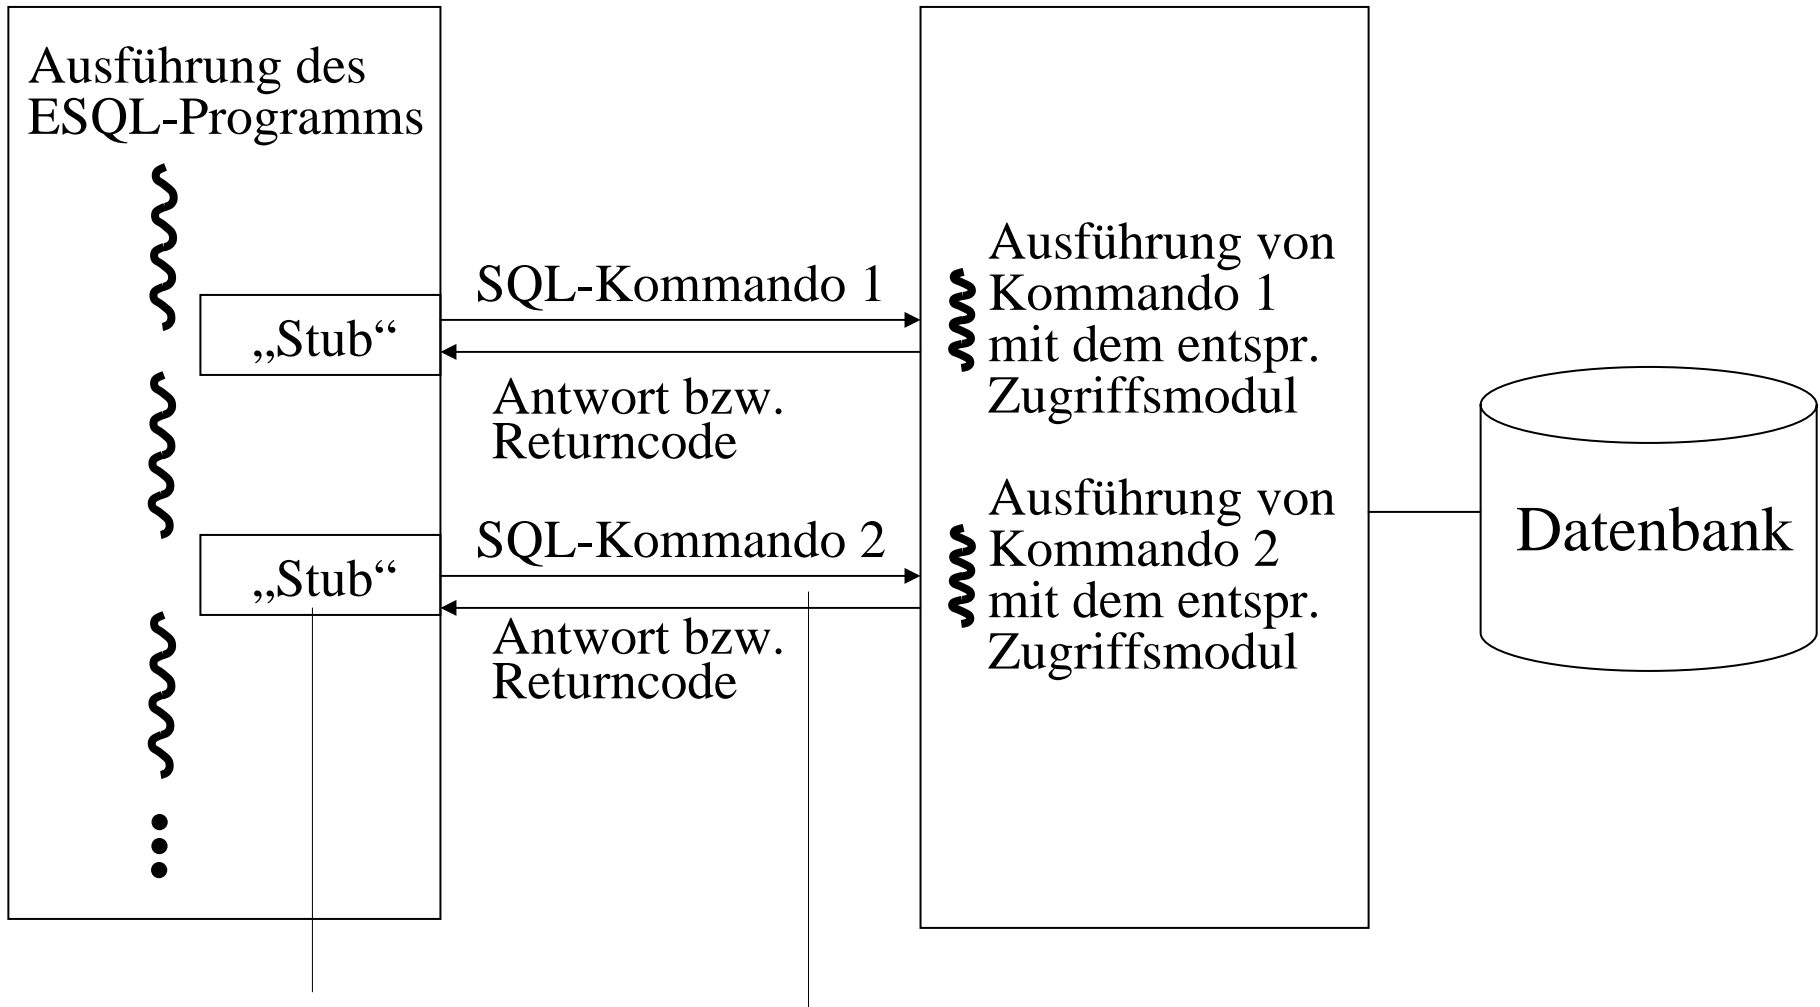 Ausführung des
ESQL-Programms
„Stub“
SQL-Kommando 1
Antwort bzw.
Returncode
Ausführung von
Kommando 1
mit dem entspr.
Zugriffsmodul
„Stub“
SQL-Kommando 2
Antwort bzw.
Returncode
Ausführung von
Kommando 2
mit dem entspr.
Zugriffsmodul
Datenbank